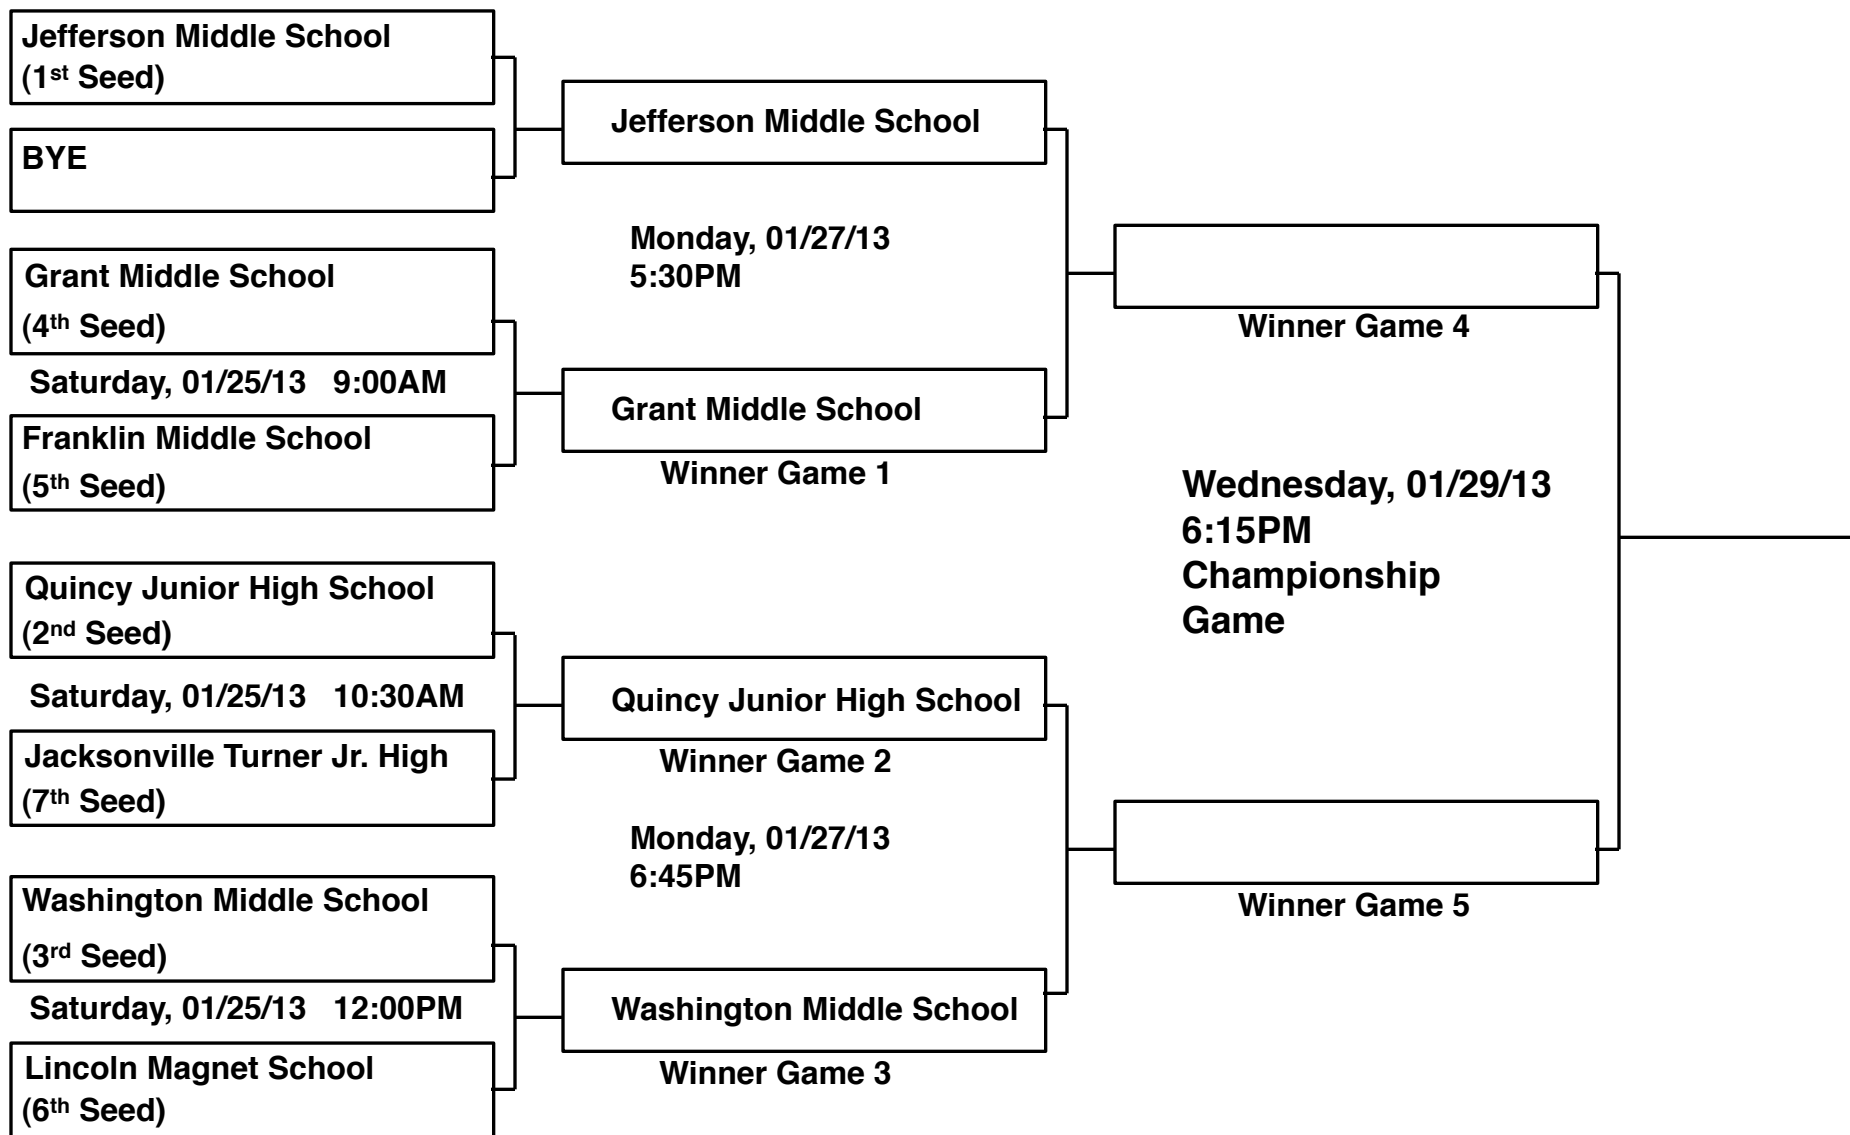 Jefferson Middle School
(1st Seed)
BYE
Grant Middle School
(4th Seed)
Saturday, 01/25/13   9:00AM
Franklin Middle School
(5th Seed)
Quincy Junior High School
(2nd Seed)
Saturday, 01/25/13   10:30AM
Jacksonville Turner Jr. High
(7th Seed)
Washington Middle School
(3rd Seed)
Saturday, 01/25/13   12:00PM
Lincoln Magnet School
(6th Seed)
Jefferson Middle School
Monday, 01/27/13
5:30PM
Grant Middle School
Winner Game 1
Quincy Junior High School
Winner Game 2
Monday, 01/27/13
6:45PM
Washington Middle School
Winner Game 3
Winner Game 4
Wednesday, 01/29/13
6:15PM
Championship
Game
Winner Game 5